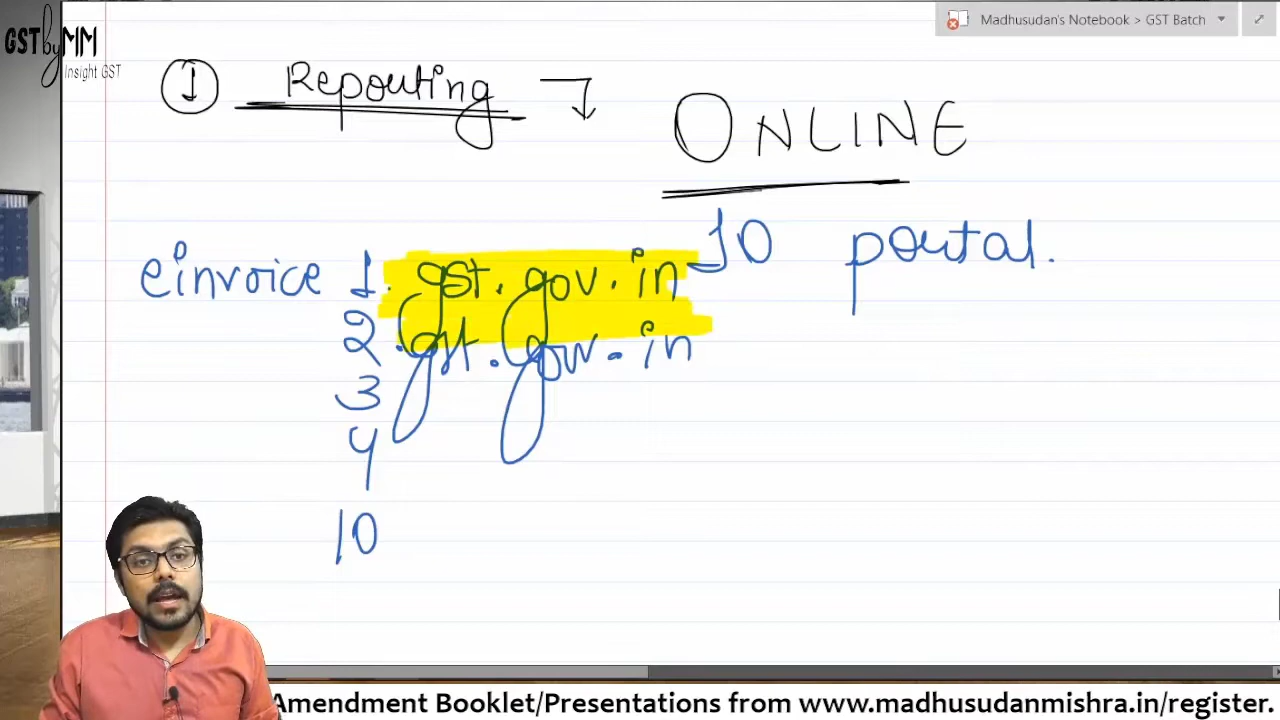 GST by MM
Insight GST
Madhusudan's Notebook > GST Batch
1 Reporting
ONLINE
10 portal.
einvoice 1. gst.gov.in
2. gst.gov.in
3
4
10
Amendment Booklet/Presentations from www.madhusudanmishra.in/register.